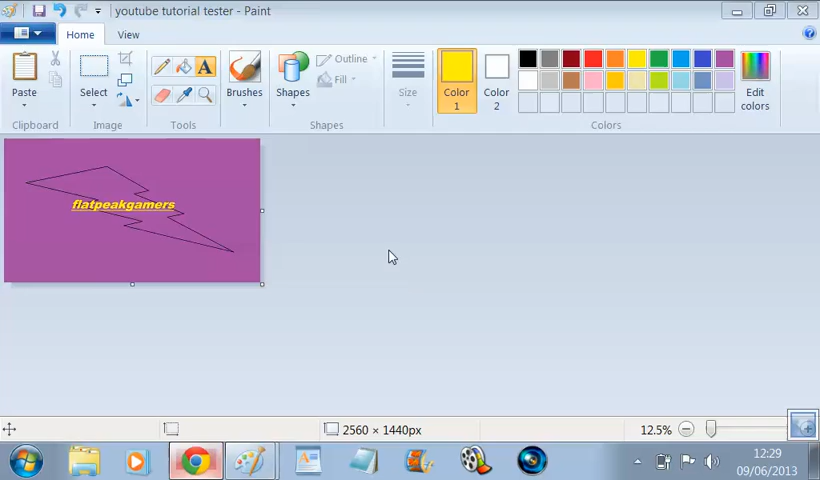 youtube tutorial tester - Paint
Home View
Paste
Select
Brushes
Shapes
Outline
Fill
Size
Color 1
Color 2
Edit colors
Clipboard Image Tools Shapes Colors
flatpeakgamers
2560 × 1440px 12.5%
12:29
09/06/2013